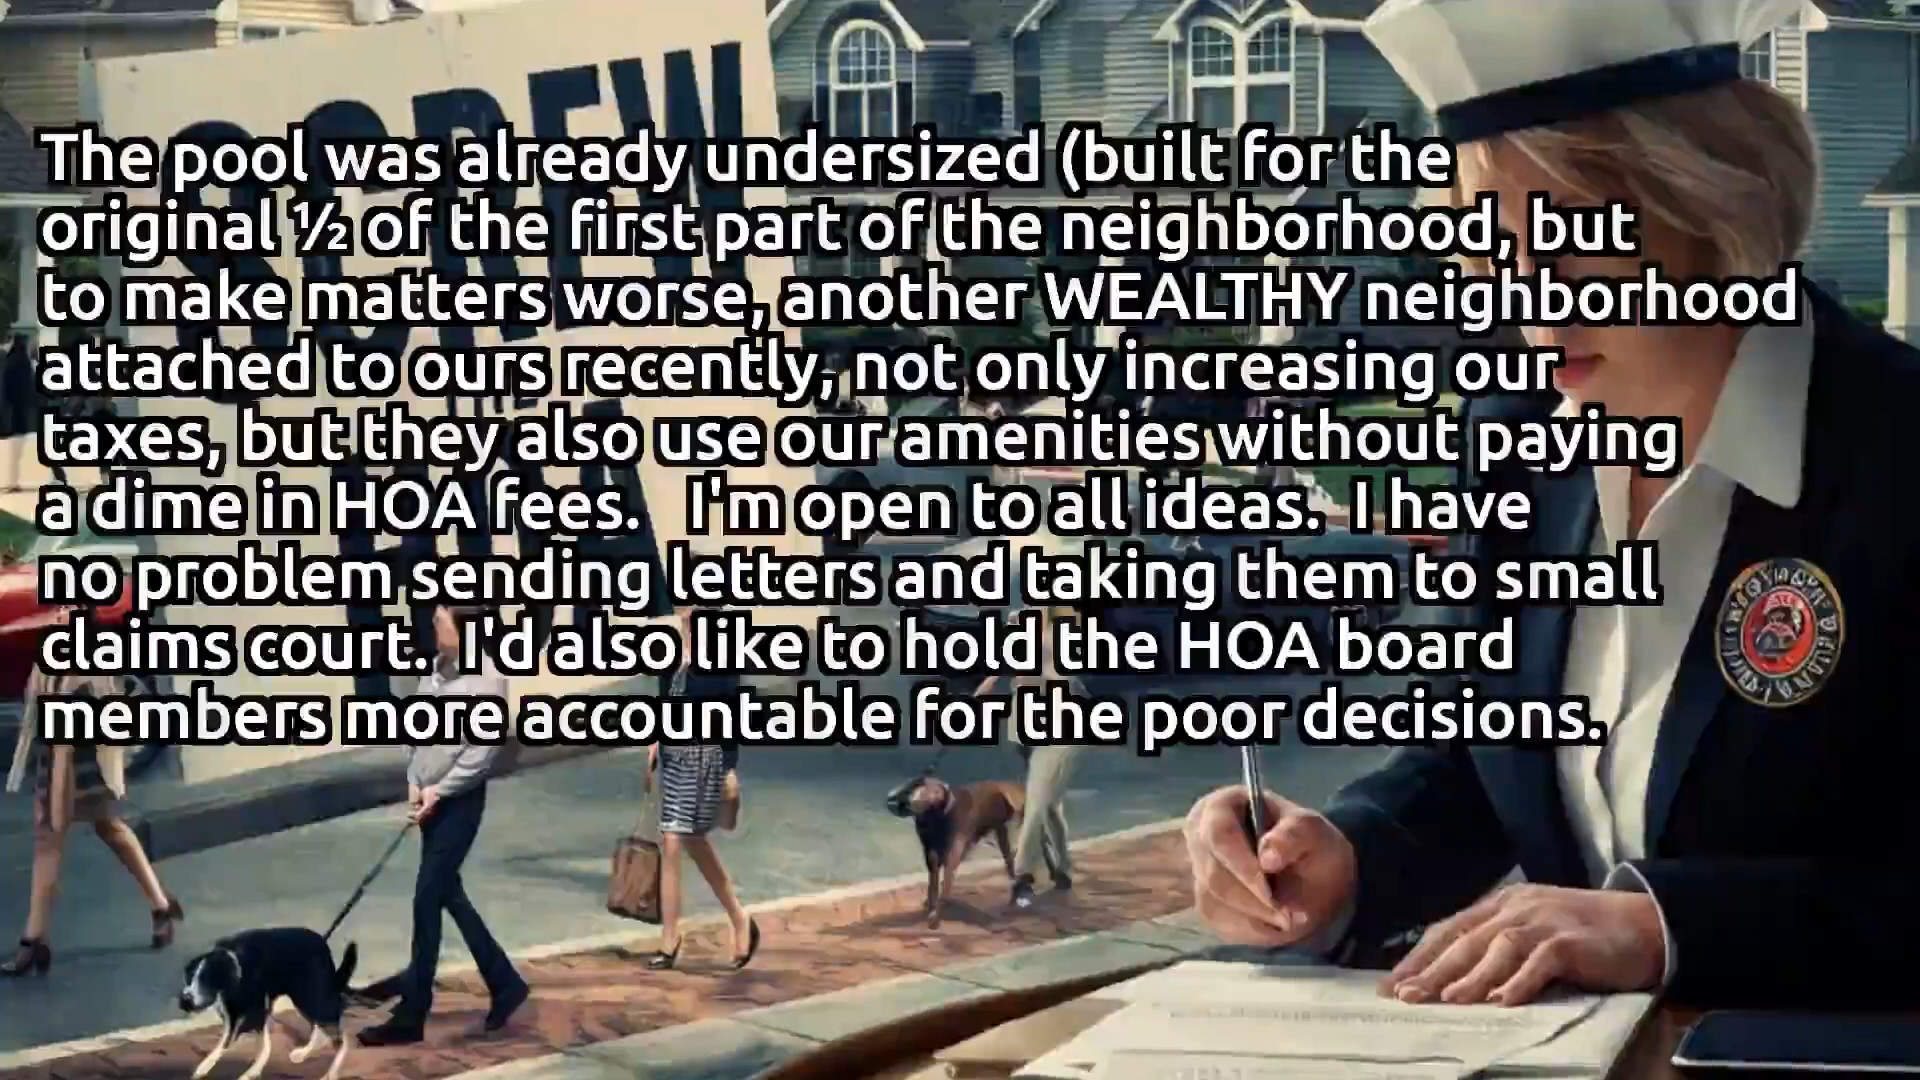 SCREW
The pool was already undersized (built for the
original ½ of the first part of the neighborhood, but
to make matters worse, another WEALTHY neighborhood
attached to ours recently, not only increasing our
taxes, but they also use our amenities without paying
a dime in HOA fees.   I'm open to all ideas.  I have
no problem sending letters and taking them to small
claims court.  I'd also like to hold the HOA board
members more accountable for the poor decisions.